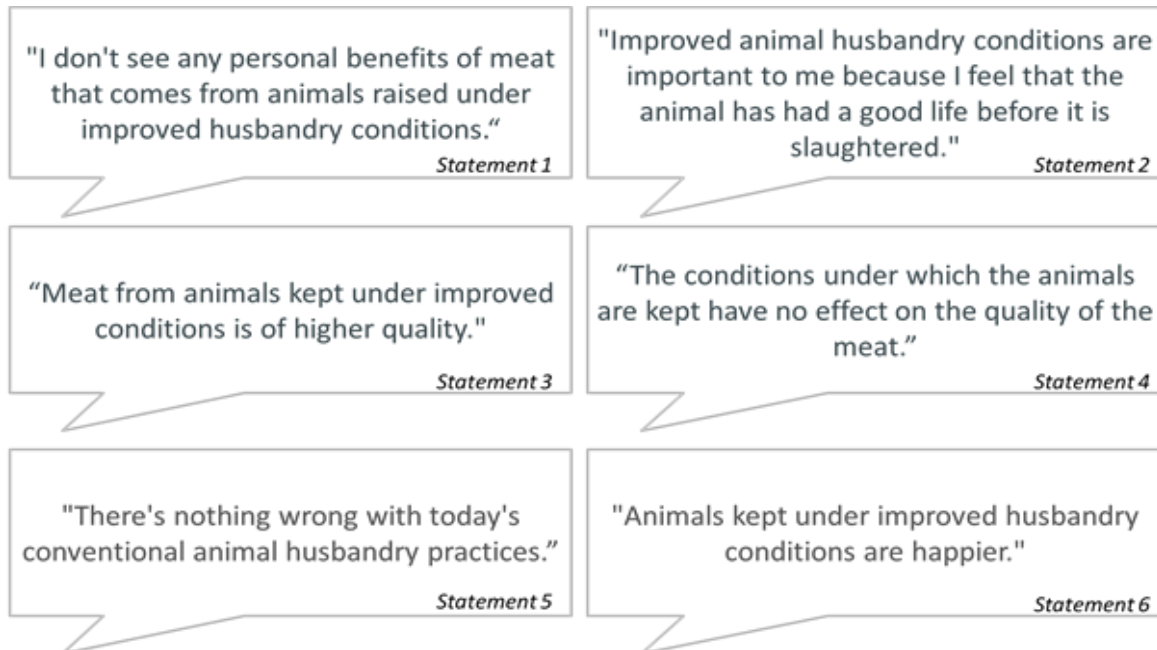 "I don't see any personal benefits of meat
that comes from animals raised under
improved husbandry conditions.“
Statement 1
"Improved animal husbandry conditions are
important to me because I feel that the
animal has had a good life before it is
slaughtered."
Statement 2
“Meat from animals kept under improved
conditions is of higher quality."
Statement 3
“The conditions under which the animals
are kept have no effect on the quality of the
meat.”
Statement 4
"There's nothing wrong with today's
conventional animal husbandry practices.”
Statement 5
"Animals kept under improved husbandry
conditions are happier."
Statement 6